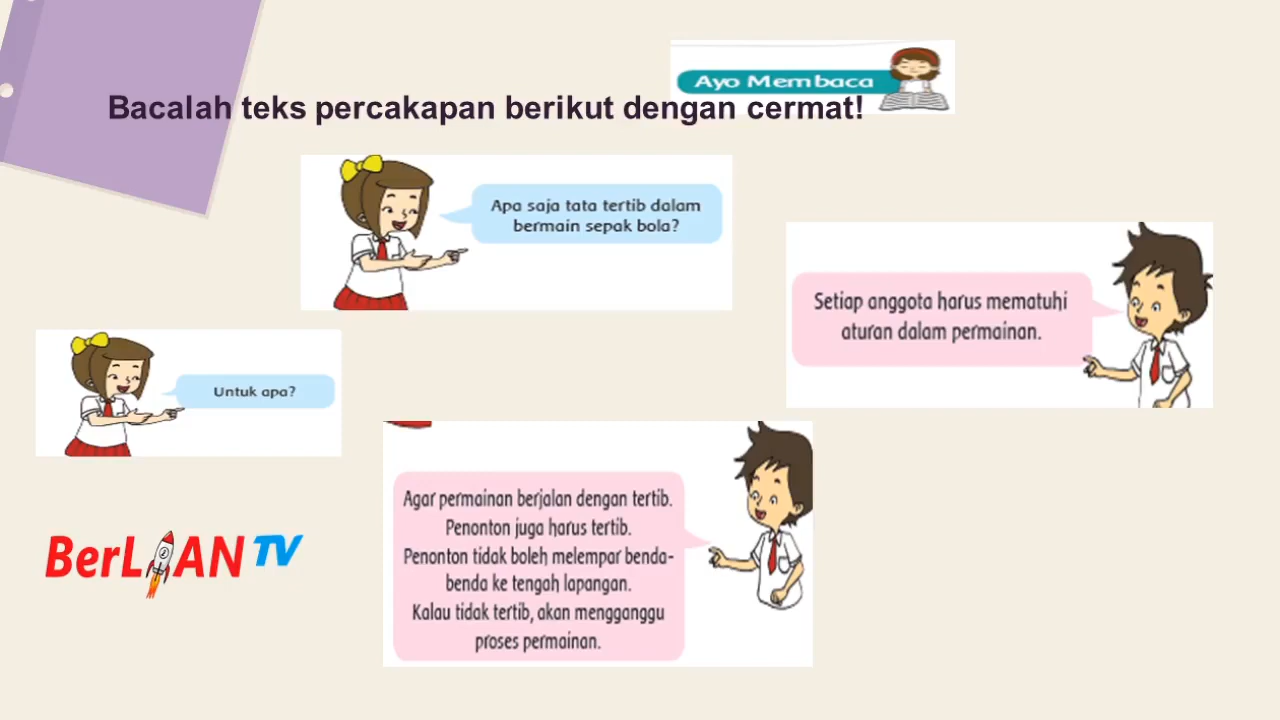 Ayo Membaca
Bacalah teks percakapan berikut dengan cermat!
Apa saja tata tertib dalam
bermain sepak bola?
Setiap anggota harus mematuhi
aturan dalam permainan.
Untuk apa?
Agar permainan berjalan dengan tertib.
Penonton juga harus tertib.
Penonton tidak boleh melempar benda-
benda ke tengah lapangan.
Kalau tidak tertib, akan mengganggu
proses permainan.
BerLIAN TV